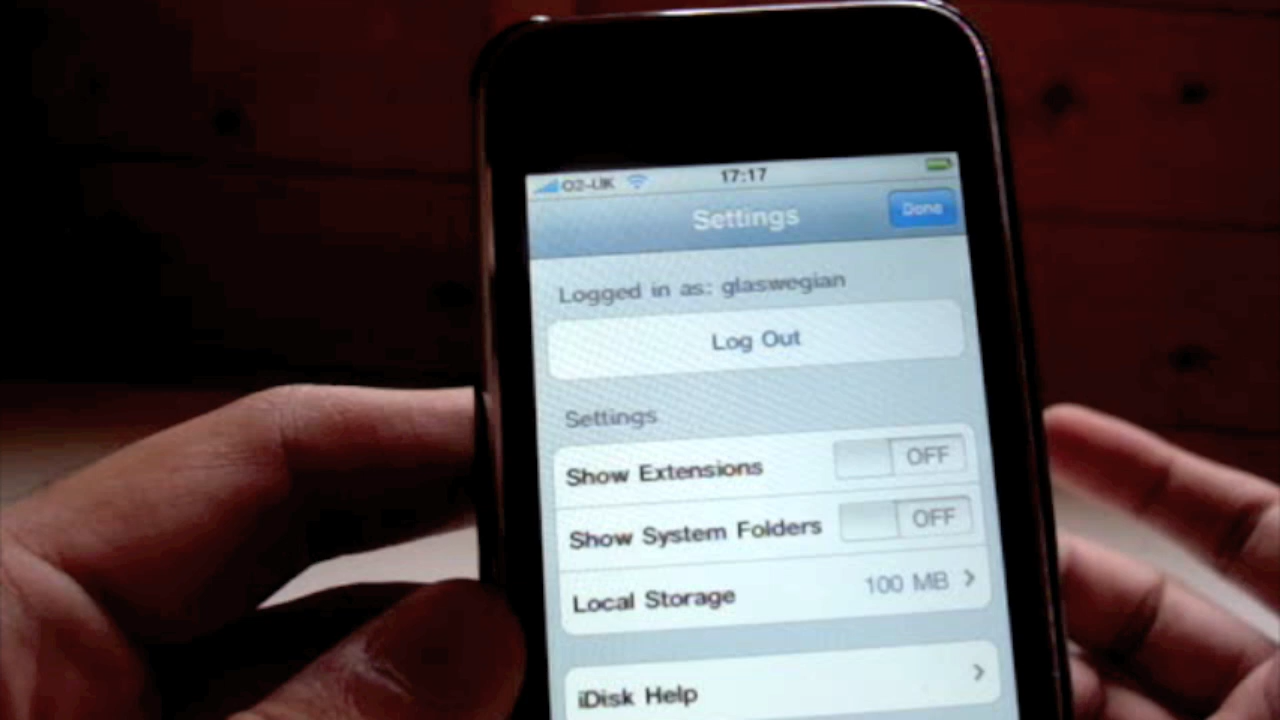 O2-UK 17:17
Settings Done
Logged in as: glaswegian
Log Out
Settings
Show Extensions OFF
Show System Folders OFF
Local Storage 100 MB
iDisk Help